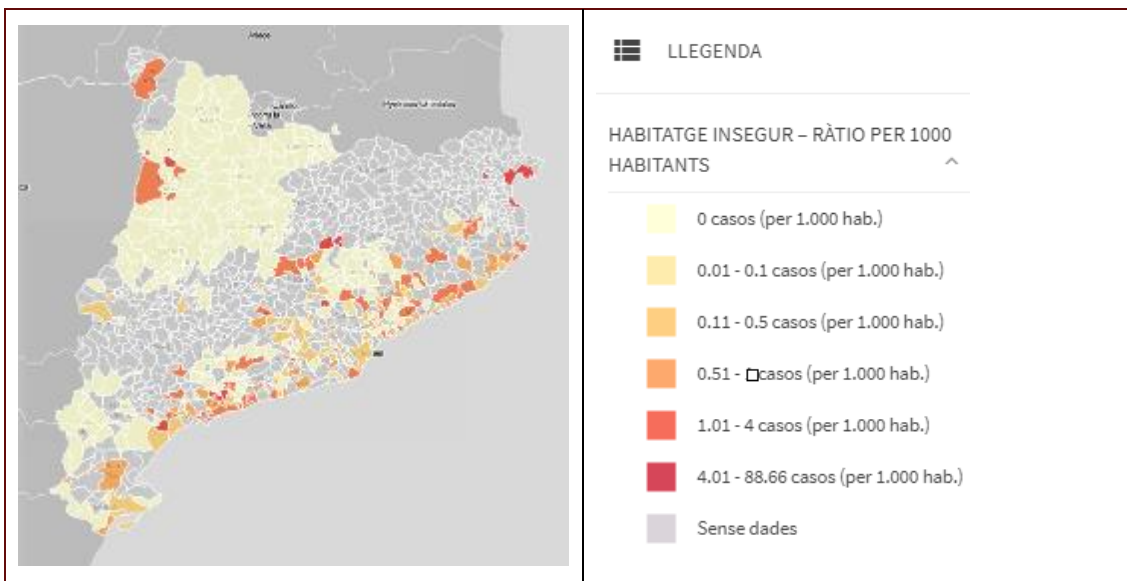 LLEGENDA
HABITATGE INSEGUR – RÀTIO PER 1000
HABITANTS
0 casos (per 1.000 hab.)
0.01 - 0.1 casos (per 1.000 hab.)
0.11 - 0.5 casos (per 1.000 hab.)
0.51 - casos (per 1.000 hab.)
1.01 - 4 casos (per 1.000 hab.)
4.01 - 88.66 casos (per 1.000 hab.)
Sense dades